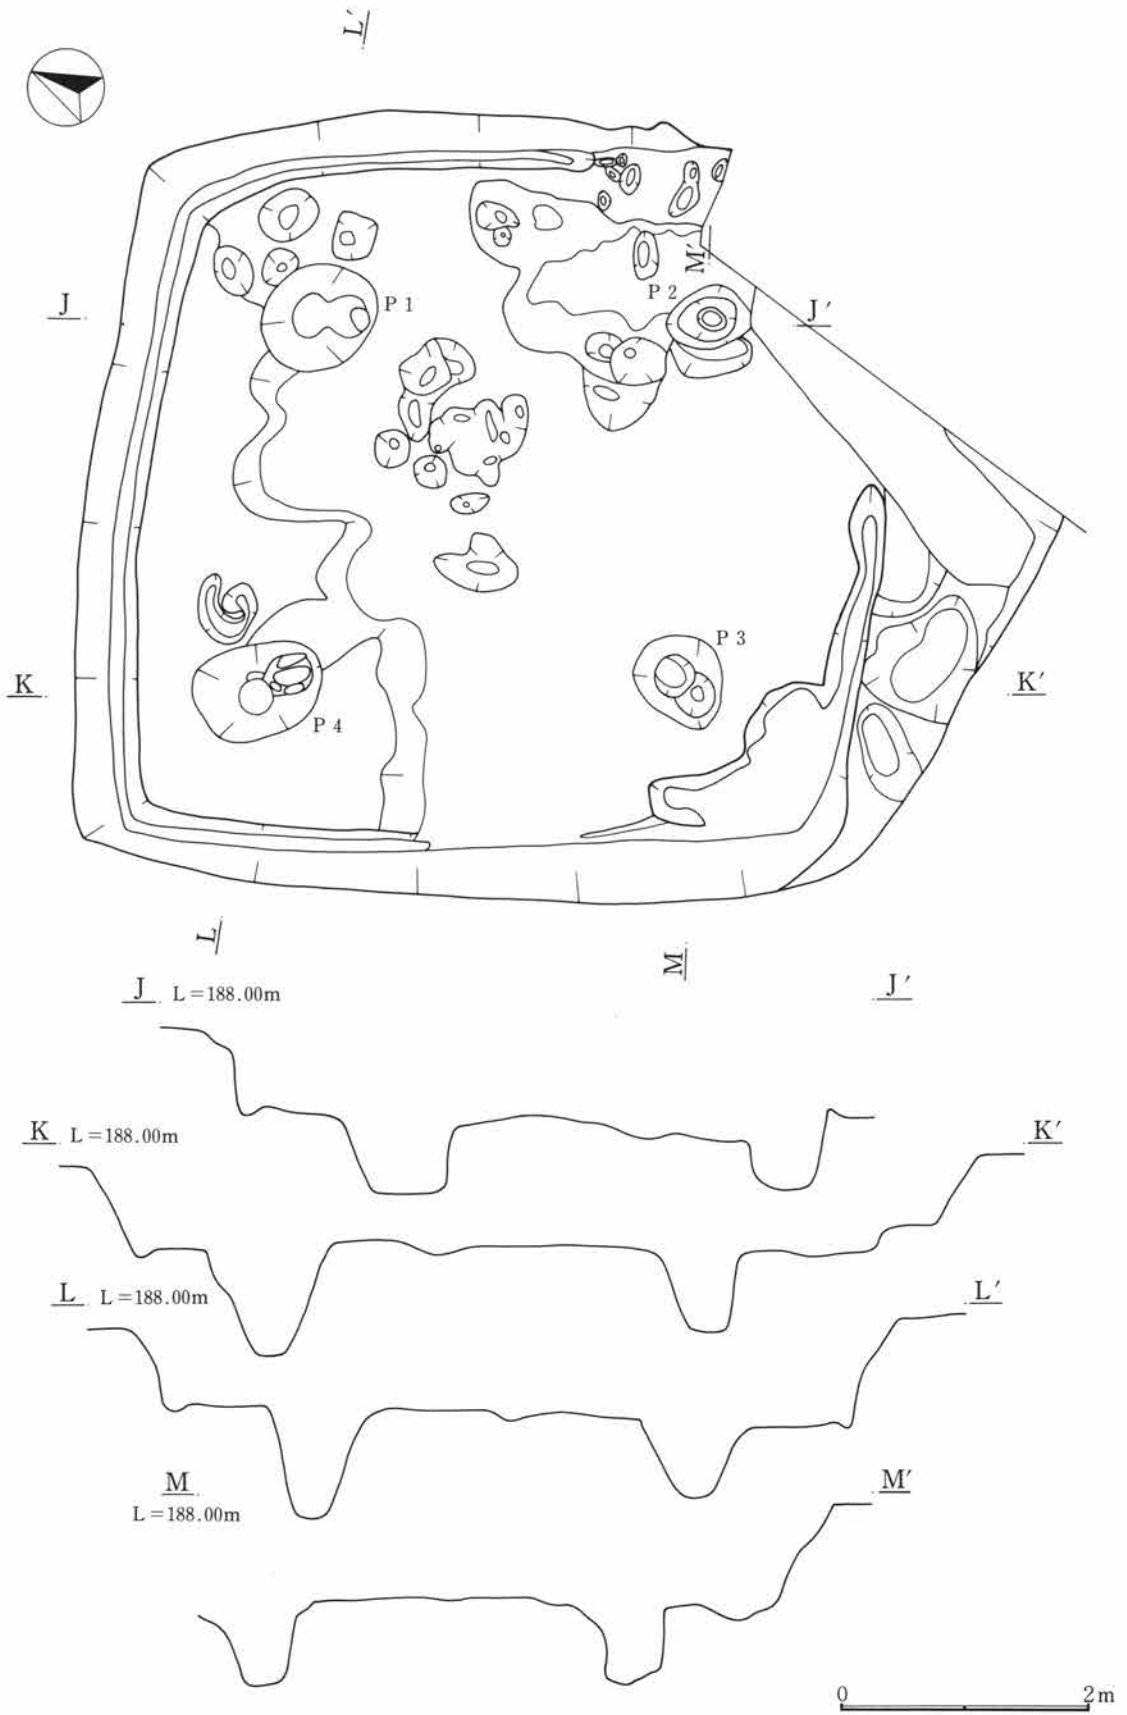 L′
J
P 1
M′
P 2
J′
P 3
K
K′
P 4
L
M
J L=188.00m J′
K L=188.00m K′
L L=188.00m L′
M M′
L=188.00m
0 2m